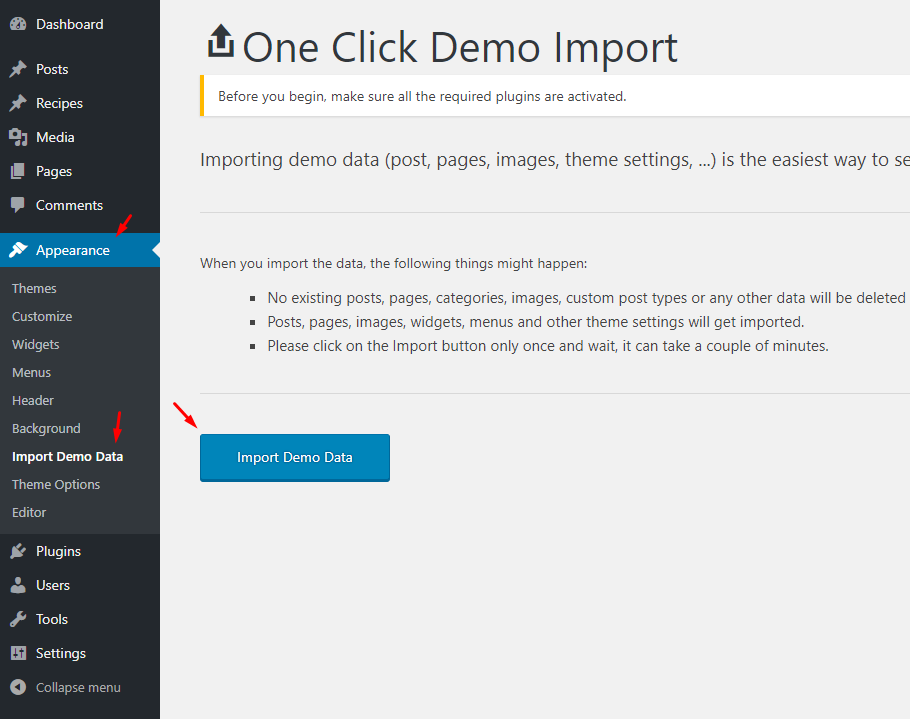 Dashboard
Posts
Recipes
Media
Pages
Comments
Appearance
Themes
Customize
Widgets
Menus
Header
Background
Import Demo Data
Theme Options
Editor
Plugins
Users
Tools
Settings
Collapse menu
One Click Demo Import
Before you begin, make sure all the required plugins are activated.
Importing demo data (post, pages, images, theme settings, ...) is the easiest way to se
When you import the data, the following things might happen:
No existing posts, pages, categories, images, custom post types or any other data will be deleted
Posts, pages, images, widgets, menus and other theme settings will get imported.
Please click on the Import button only once and wait, it can take a couple of minutes.
Import Demo Data